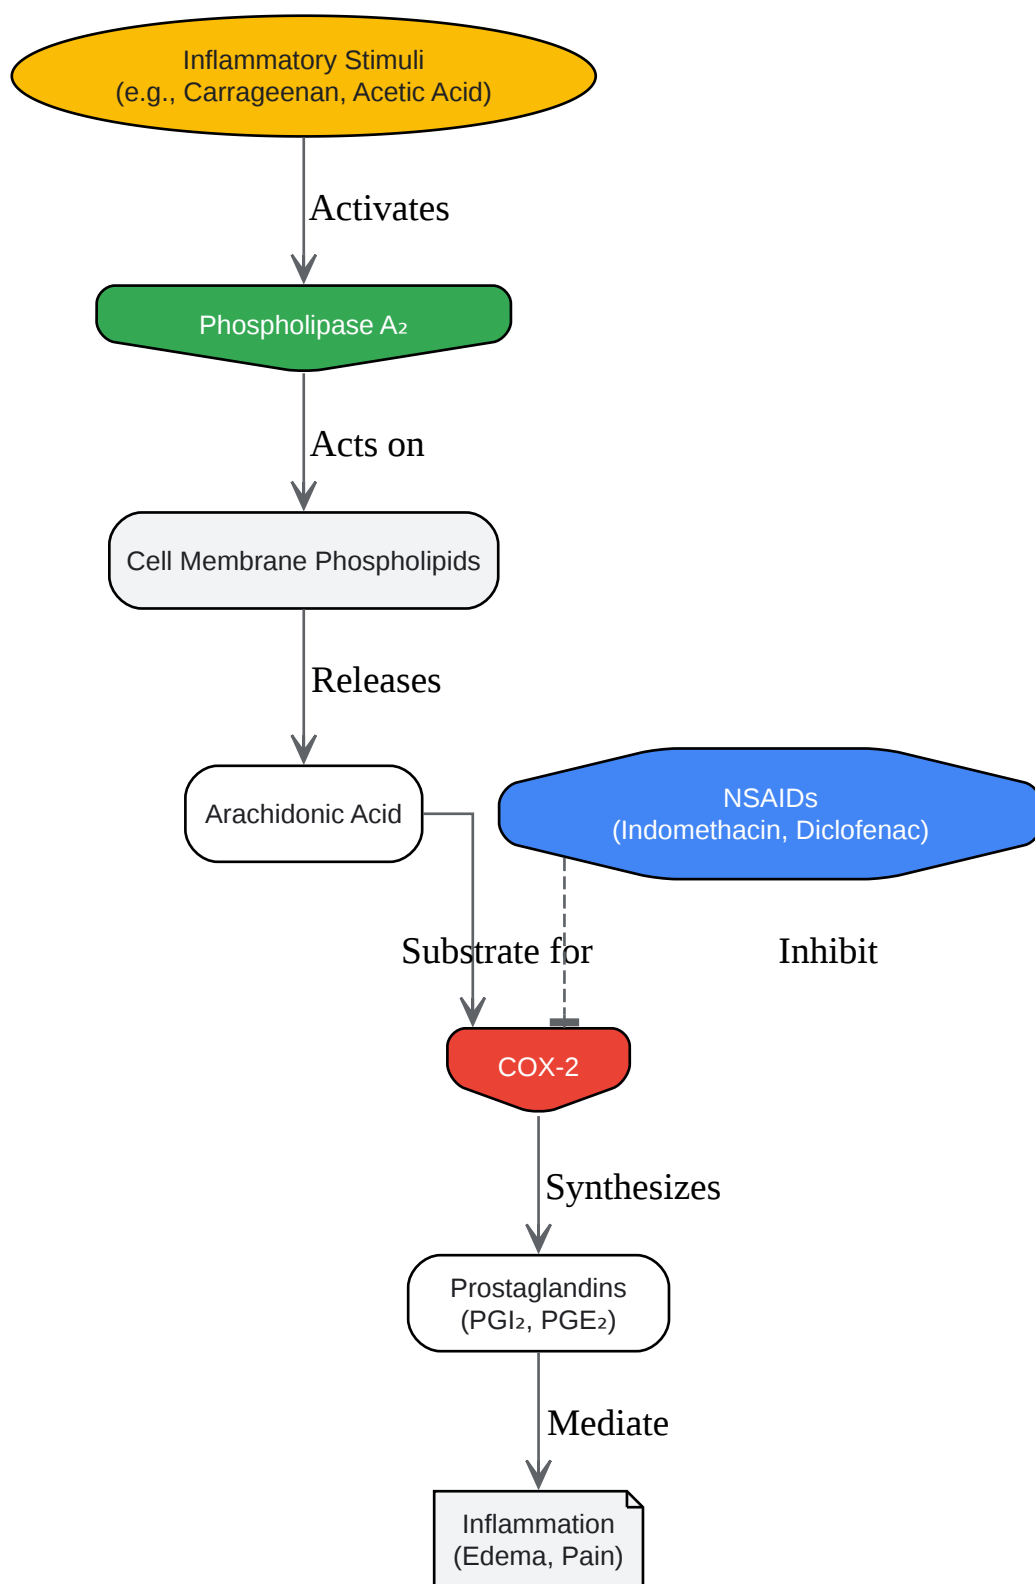 Inflammatory Stimuli
(e.g., Carrageenan, Acetic Acid)
Activates
Phospholipase A₂
Acts on
Cell Membrane Phospholipids
Releases
Arachidonic Acid
NSAIDs
(Indomethacin, Diclofenac)
Substrate for
Inhibit
COX-2
Synthesizes
Prostaglandins
(PGI₂, PGE₂)
Mediate
Inflammation
(Edema, Pain)